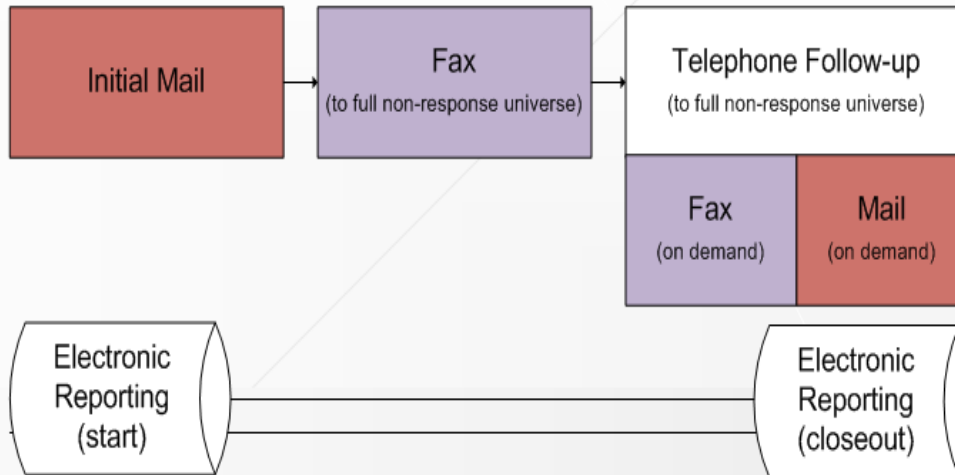 Initial Mail
Fax
(to full non-response universe)
Telephone Follow-up
(to full non-response universe)
Fax
(on demand)
Mail
(on demand)
Electronic
Reporting
(start)
Electronic
Reporting
(closeout)